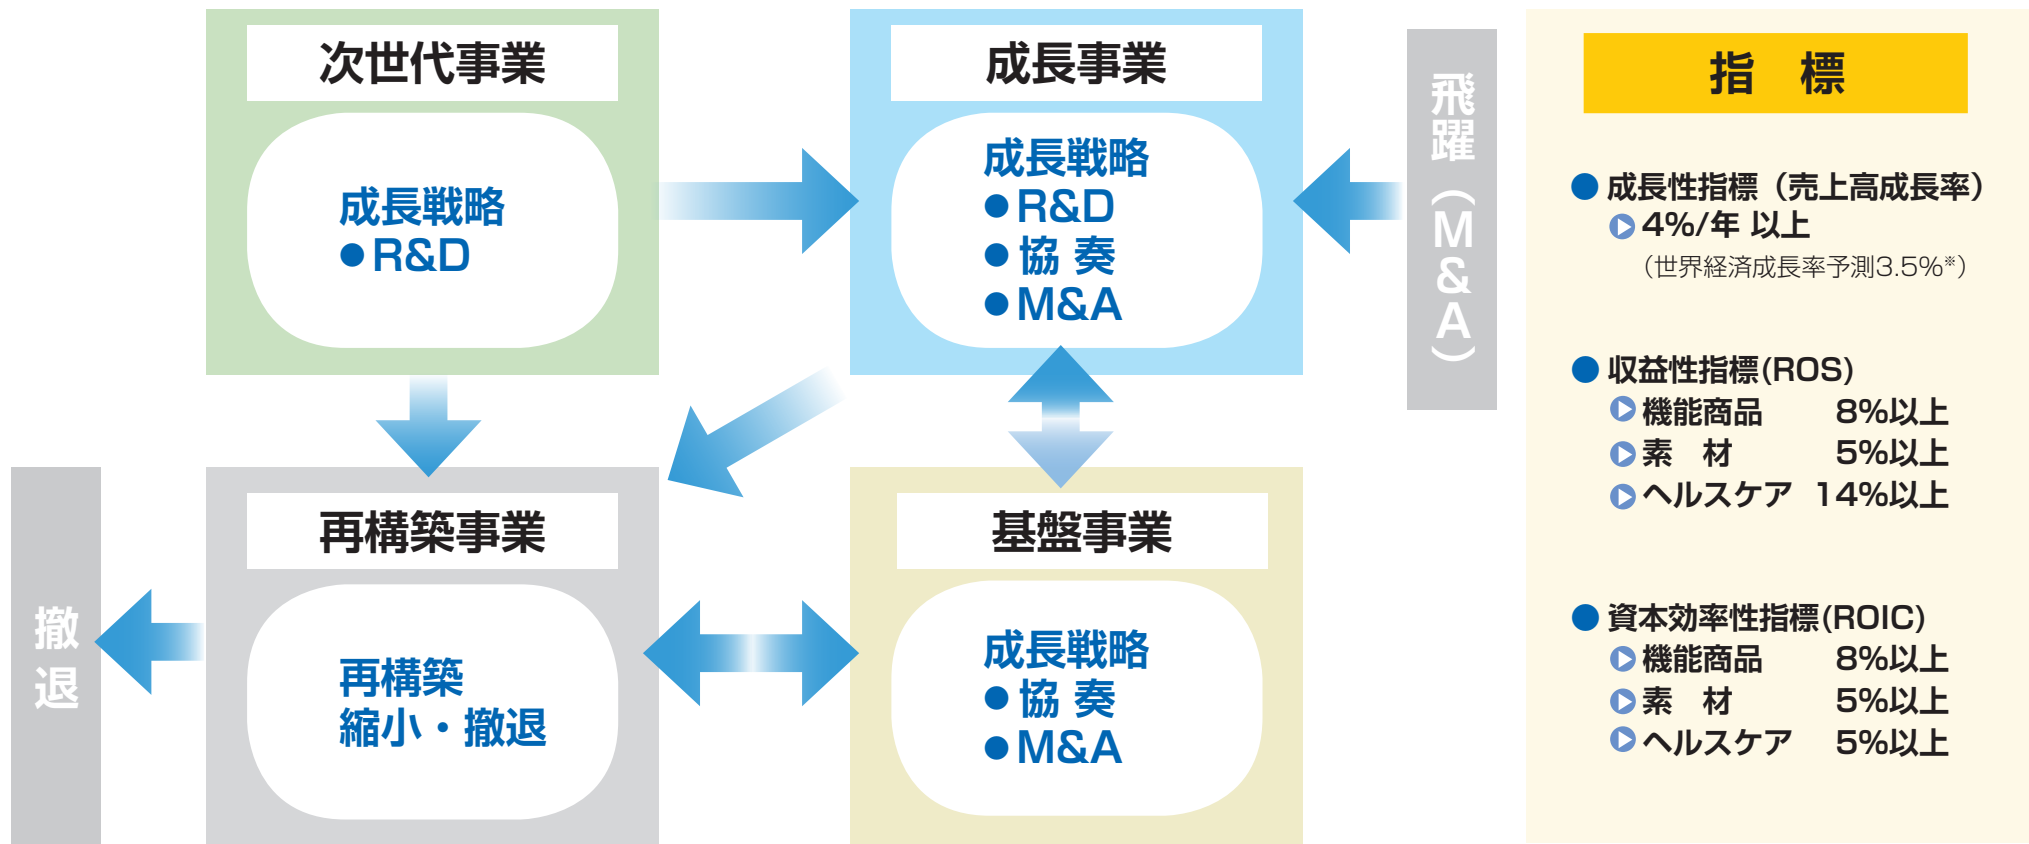 次世代事業
成長戦略
●R&D
成長事業
成長戦略
●R&D
●協 奏
●M&A
飛躍（M&A）
再構築事業
再構築
縮小・撤退
基盤事業
成長戦略
●協 奏
●M&A
撤退
指　標
●成長性指標（売上高成長率）
4%/年 以上
（世界経済成長率予測3.5%※）
●収益性指標(ROS)
機能商品 8%以上
素　材 5%以上
ヘルスケア 14%以上
●資本効率性指標(ROIC)
機能商品 8%以上
素　材 5%以上
ヘルスケア 5%以上